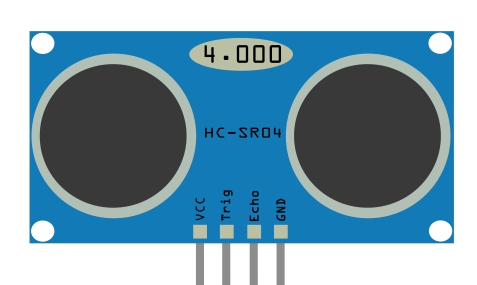 4.000
HC-SR04
VCC
Trig
Echo
GND